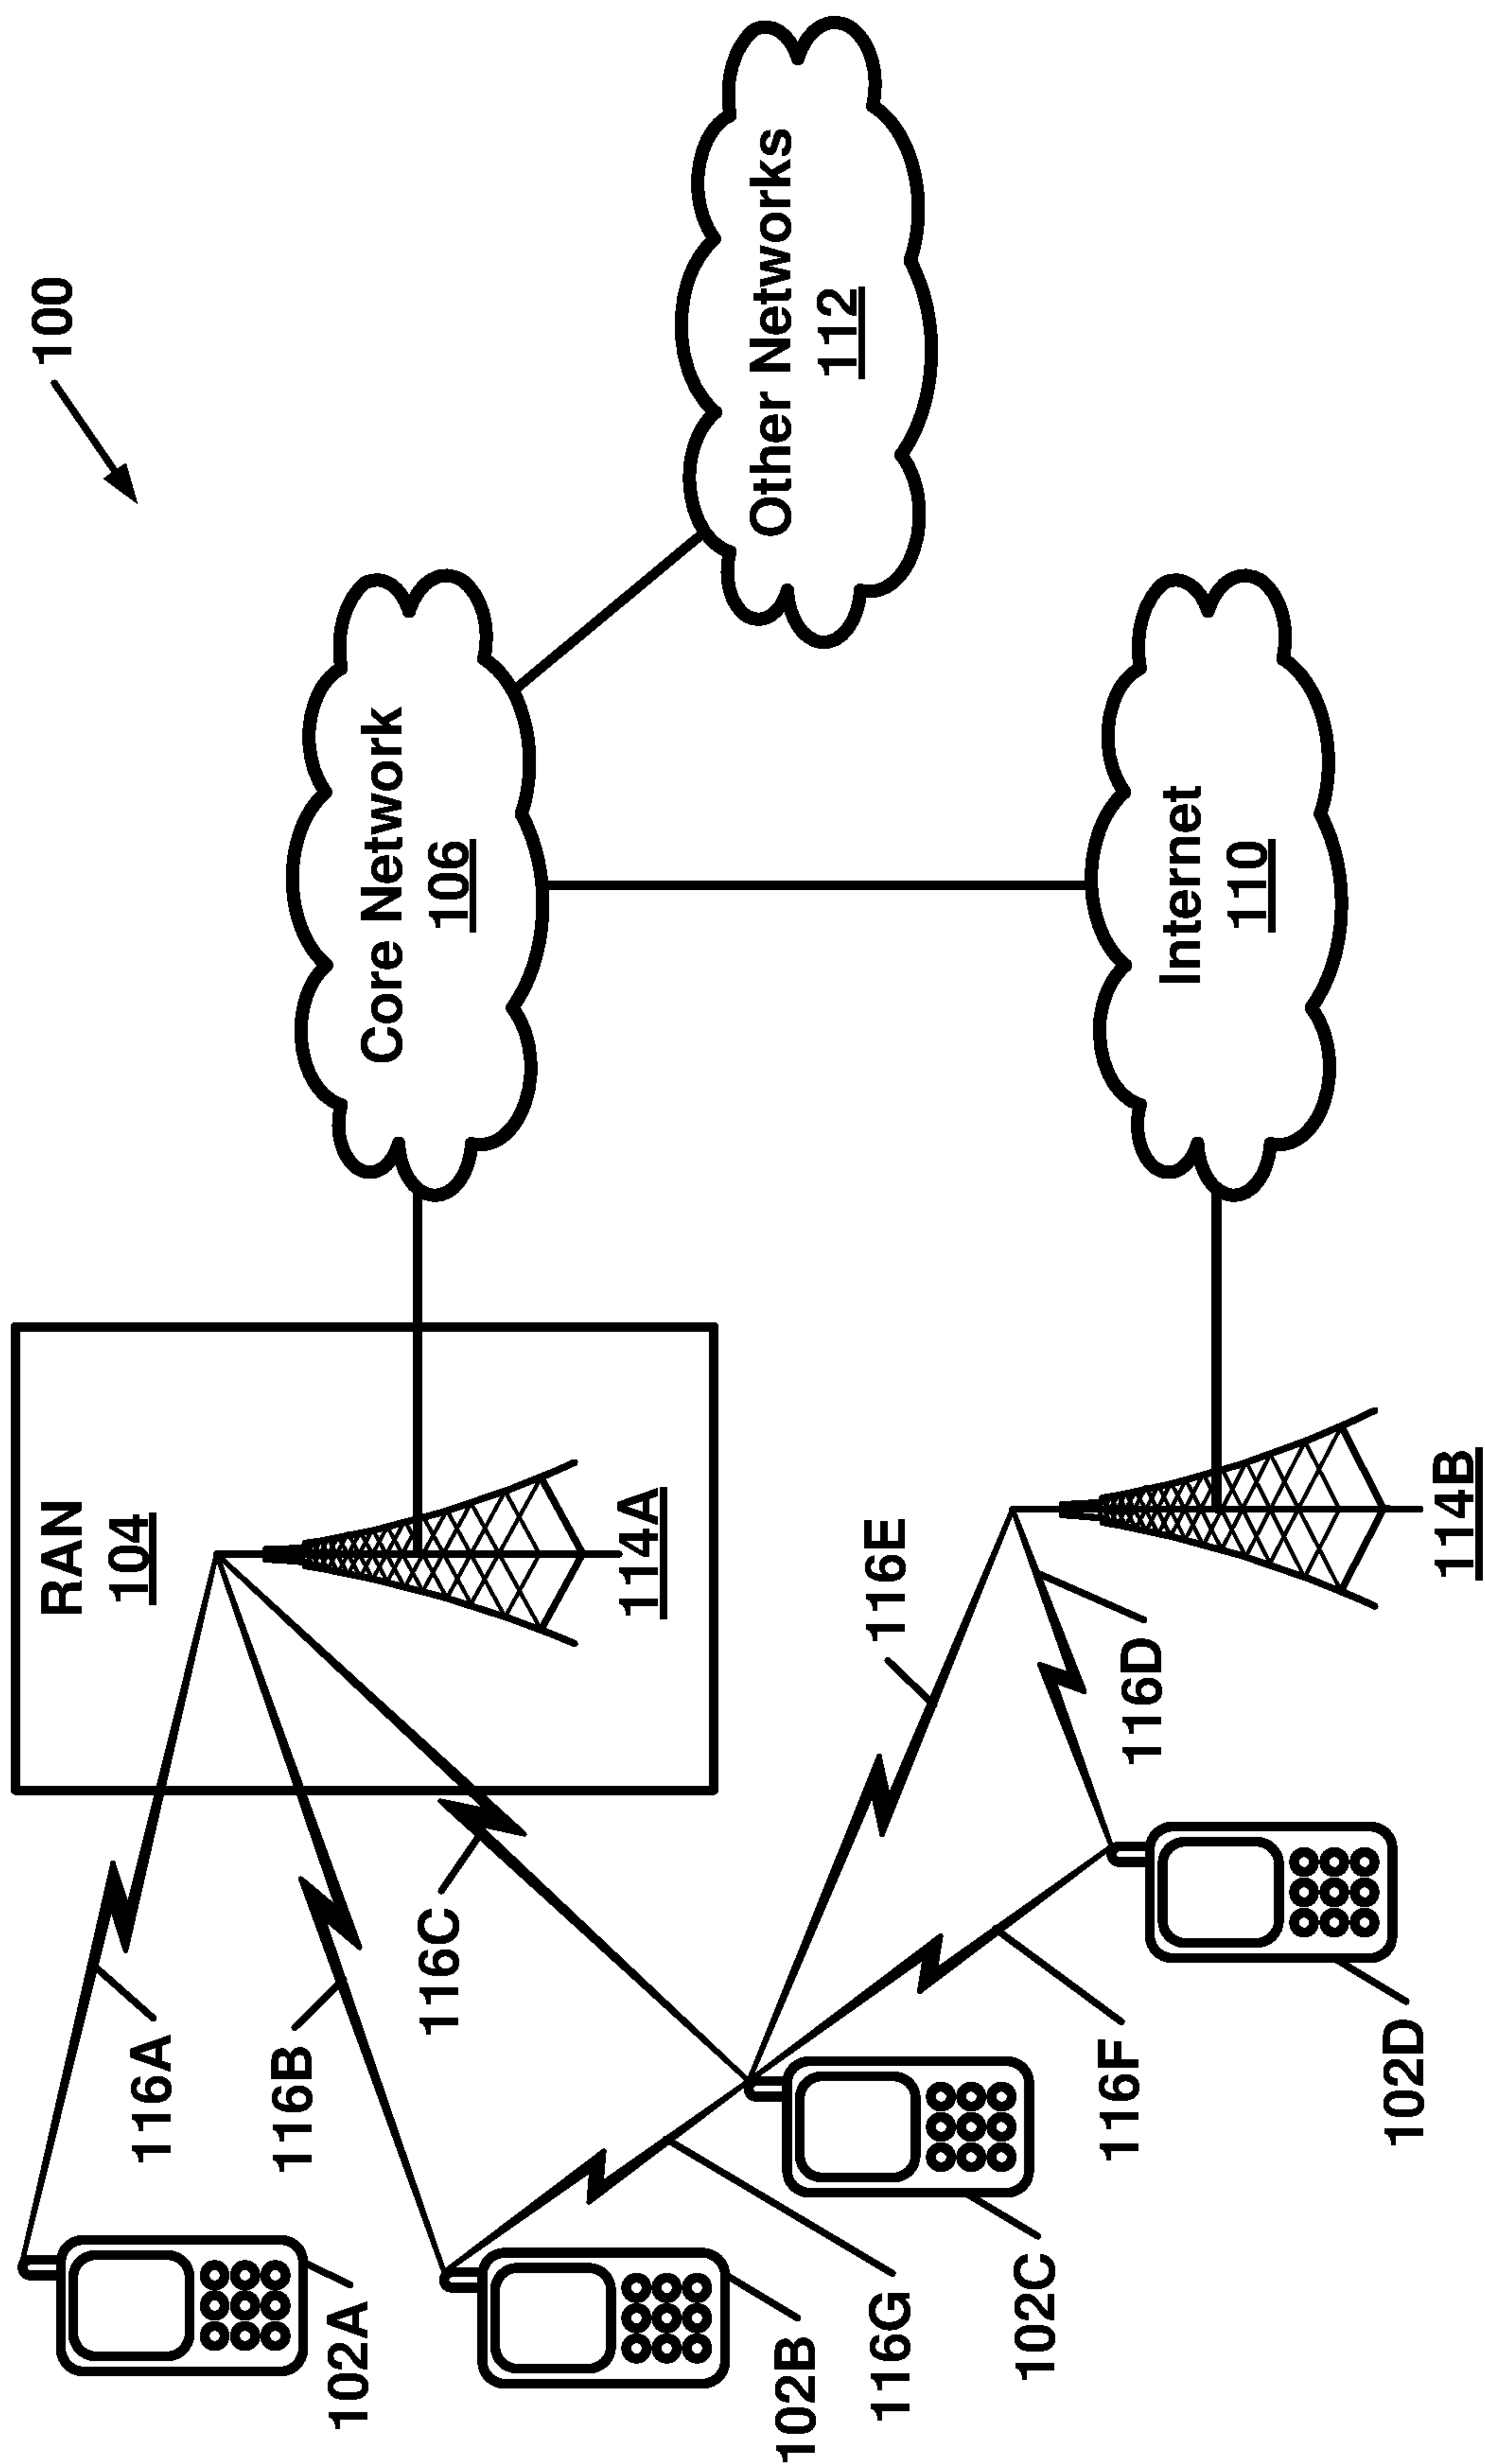 100
RAN
104
114A
Core Network
106
Other Networks
112
Internet
110
114B
116A
116B
116C
116E
116D
116F
116G
102A
102B
102C
102D